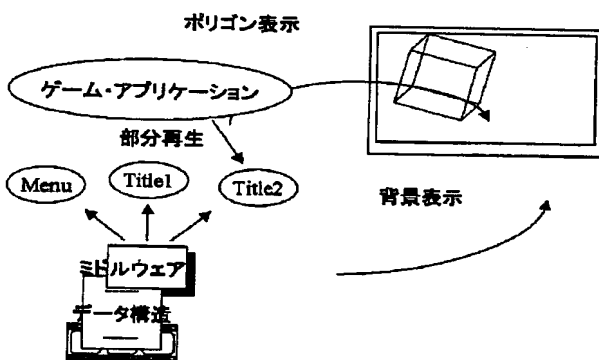 ポリゴン表示
ゲーム・アプリケーション
部分再生
Menu
Title1
Title2
背景表示
ミドルウェア
データ構造